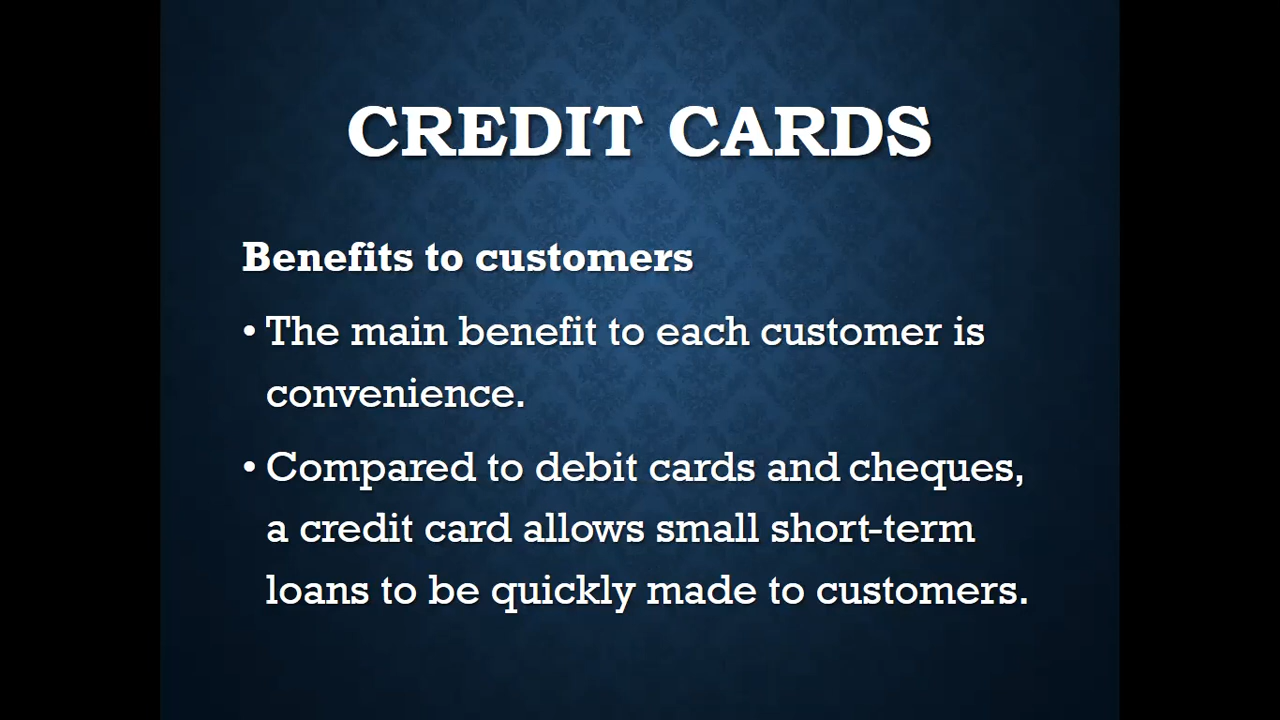 CREDIT CARDS
Benefits to customers
• The main benefit to each customer is
convenience.
• Compared to debit cards and cheques,
a credit card allows small short-term
loans to be quickly made to customers.